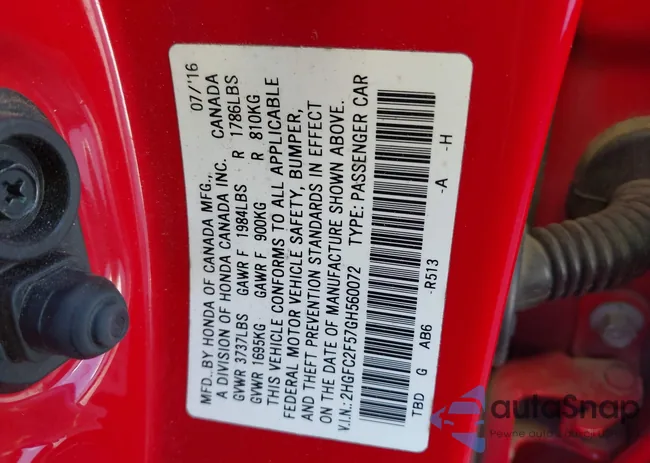 MFD. BY HONDA OF CANADA MFG., 07/'16
A DIVISION OF HONDA CANADA INC. CANADA
GVWR 3737LBS GAWR F 1984LBS R 1786LBS
GVWR 1695KG GAWR F 900KG R 810KG
THIS VEHICLE CONFORMS TO ALL APPLICABLE
FEDERAL MOTOR VEHICLE SAFETY, BUMPER,
AND THEFT PREVENTION STANDARDS IN EFFECT
ON THE DATE OF MANUFACTURE SHOWN ABOVE.
V.I.N.:2HGFC2F57GH560072 TYPE: PASSENGER CAR
TBD G AB6 -R513 -A -H
autoSnap
Pewne auto